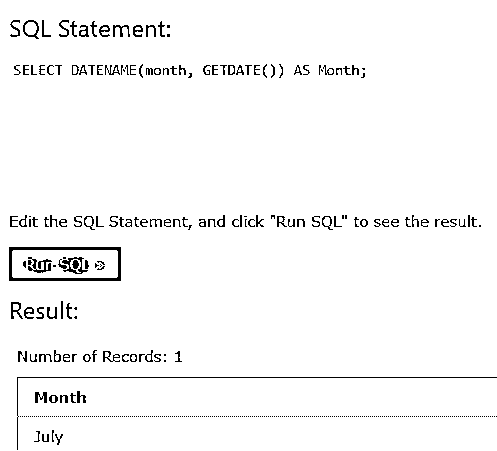 SQL Statement:
SELECT DATENAME(month, GETDATE()) AS Month;
Edit the SQL Statement, and click "Run SQL" to see the result.
Run SQL »
Result:
Number of Records: 1
Month
July